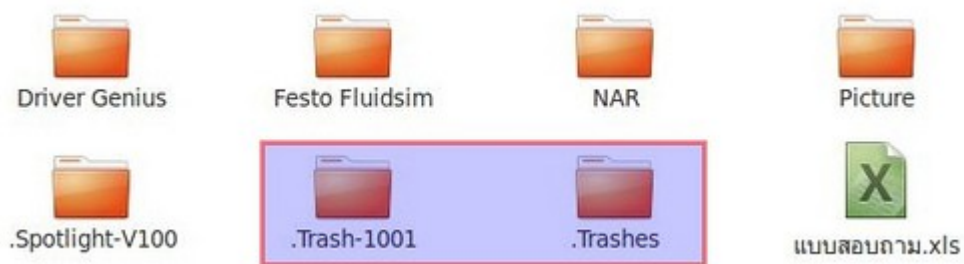 Driver Genius
Festo Fluidsim
NAR
Picture
.Spotlight-V100
.Trash-1001
.Trashes
แบบสอบถาม.xls